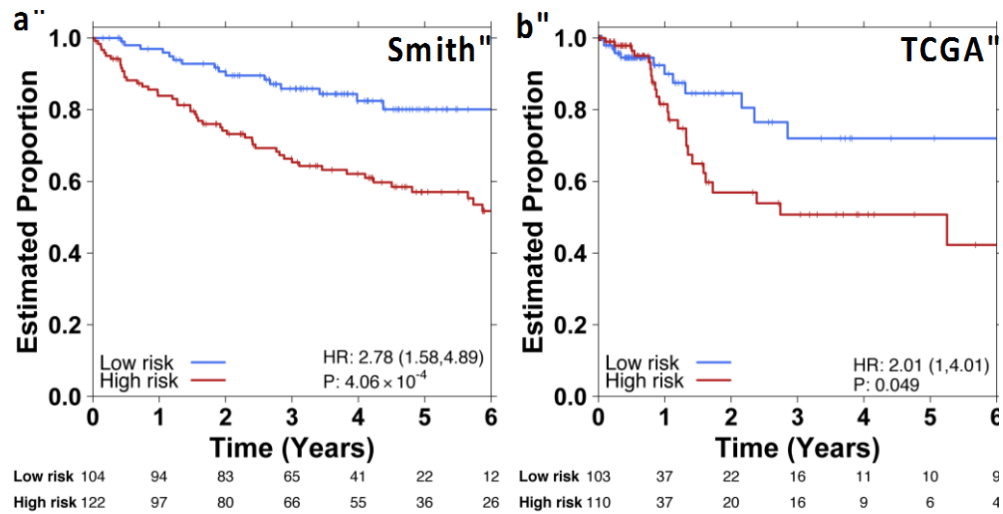 a"
Smith"
Estimated Proportion
1.0
0.8
0.6
0.4
0.2
0.0
Low risk
High risk
HR: 2.78 (1.58,4.89)
P: 4.06 × 10⁻⁴
0 1 2 3 4 5 6
Time (Years)
Low risk 104 94 83 65 41 22 12
High risk 122 97 80 66 55 36 26
b"
TCGA"
Estimated Proportion
1.0
0.8
0.6
0.4
0.2
0.0
Low risk
High risk
HR: 2.01 (1,4.01)
P: 0.049
0 1 2 3 4 5 6
Time (Years)
Low risk 103 37 22 16 11 10 9
High risk 110 37 20 16 9 6 4